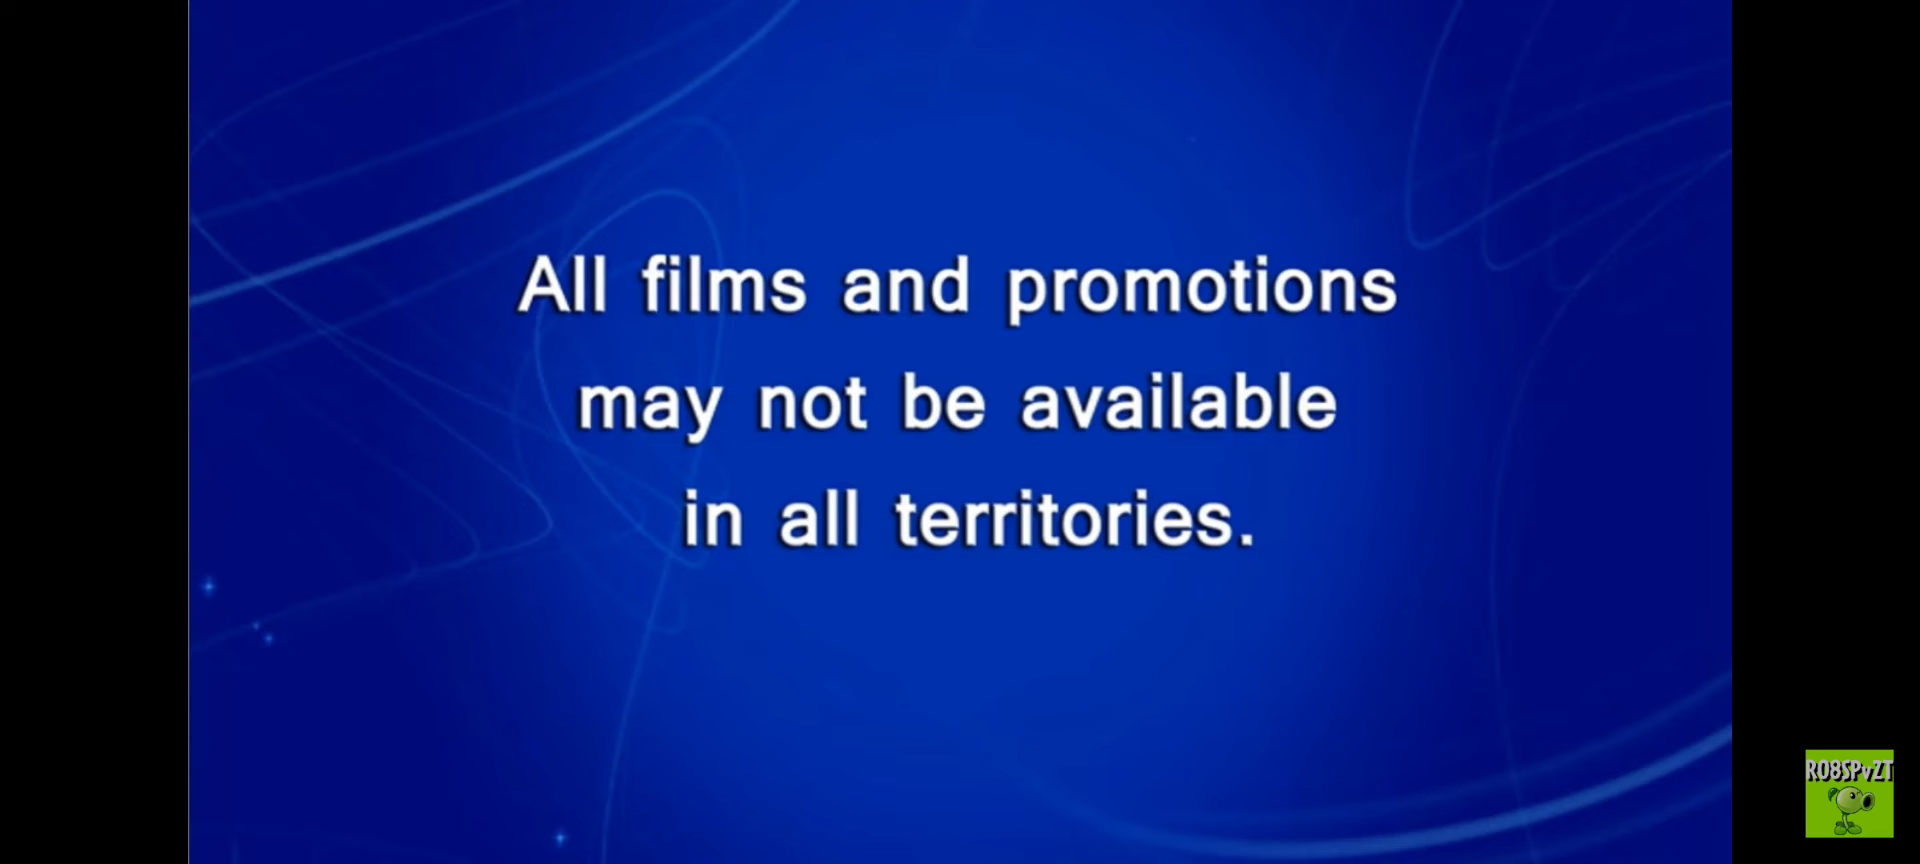 All films and promotions
may not be available
in all territories.
RO8SPvZT